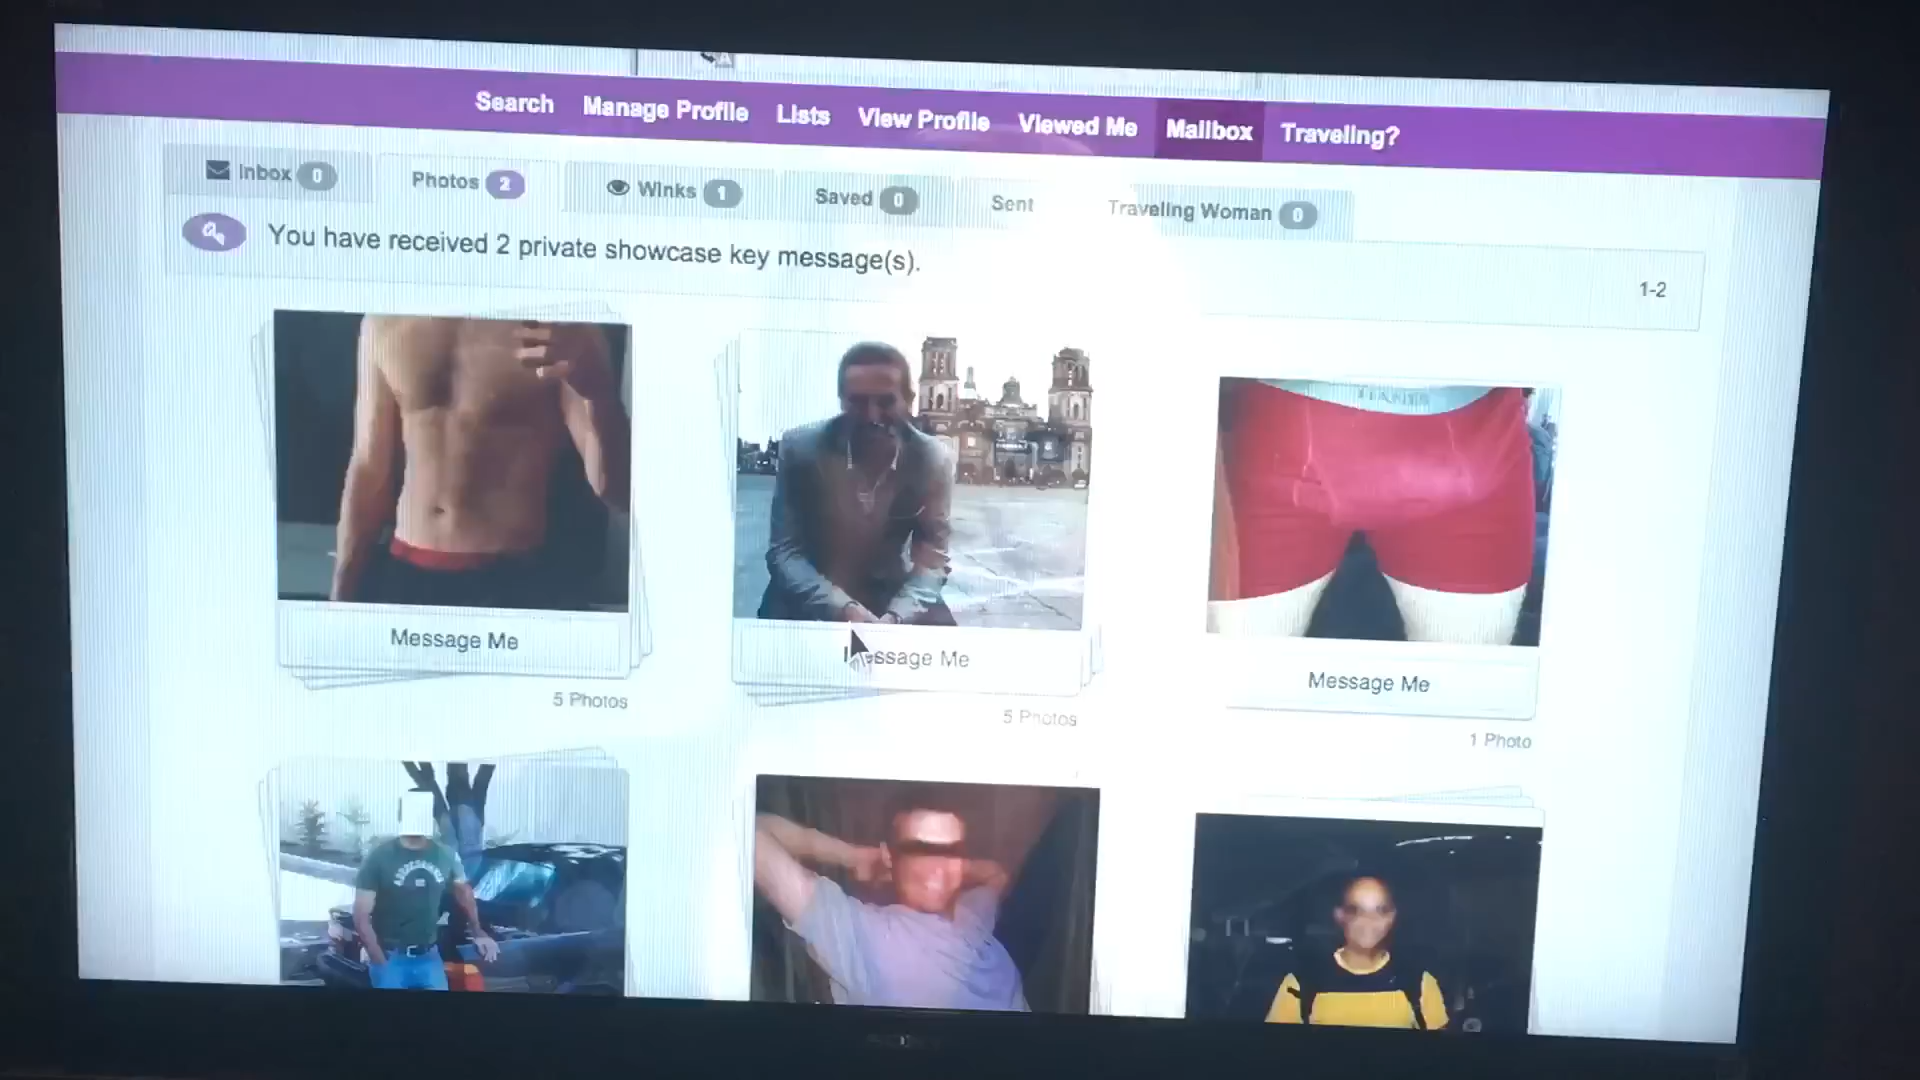 Search Manage Profile Lists View Profile Viewed Me Mailbox Traveling?
Inbox 0 Photos 2 Winks 1 Saved 0 Sent Traveling Woman 0
You have received 2 private showcase key message(s).
1-2
Message Me
Message Me
Message Me
5 Photos
5 Photos
1 Photo